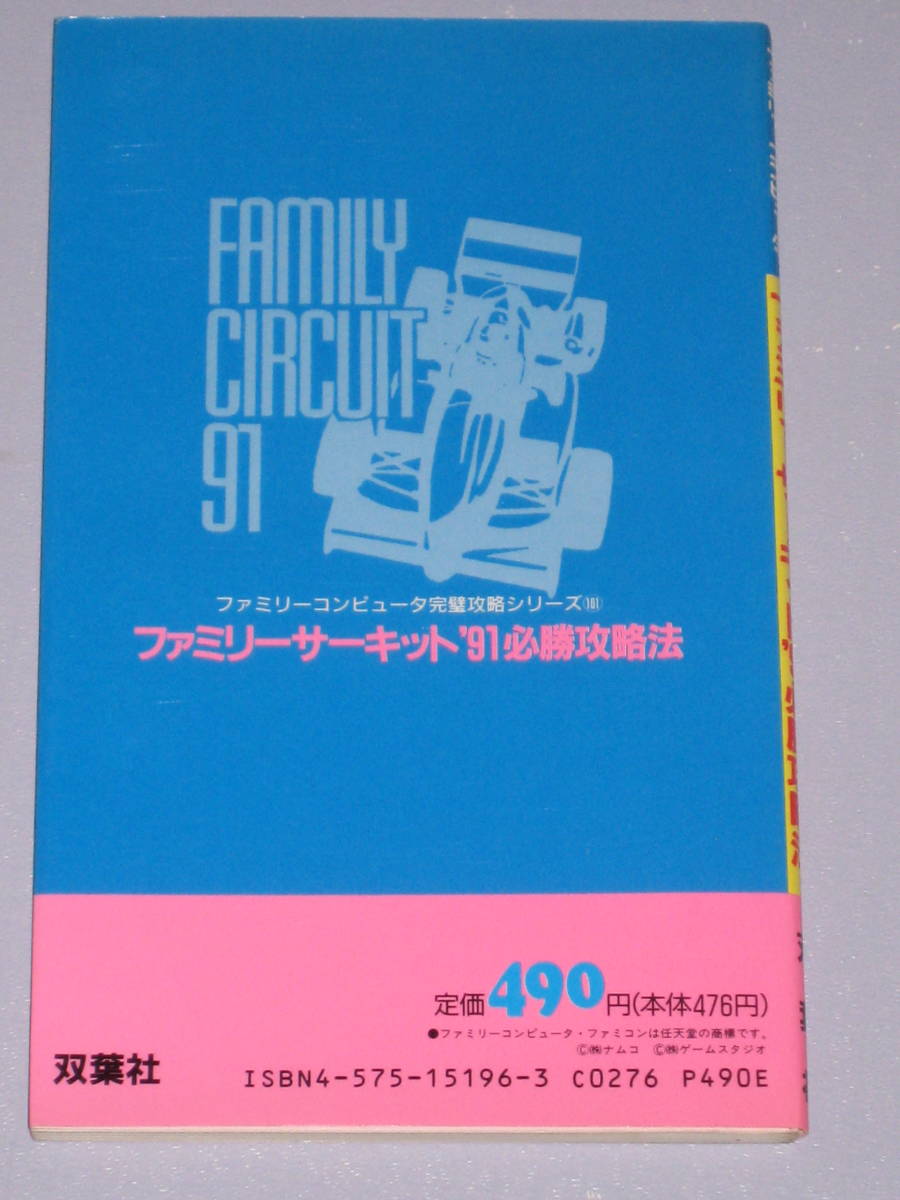 FAMILY
CIRCUIT
91
ファミリーコンピュータ完璧攻略シリーズ(101)
ファミリーサーキット'91必勝攻略法
定価490円(本体476円)
●ファミリーコンピュータ・ファミコンは任天堂の商標です。
Ⓒ㈱ナムコ Ⓒ㈱ゲームスタジオ
双葉社
ISBN4-575-15196-3 C0276 P490E